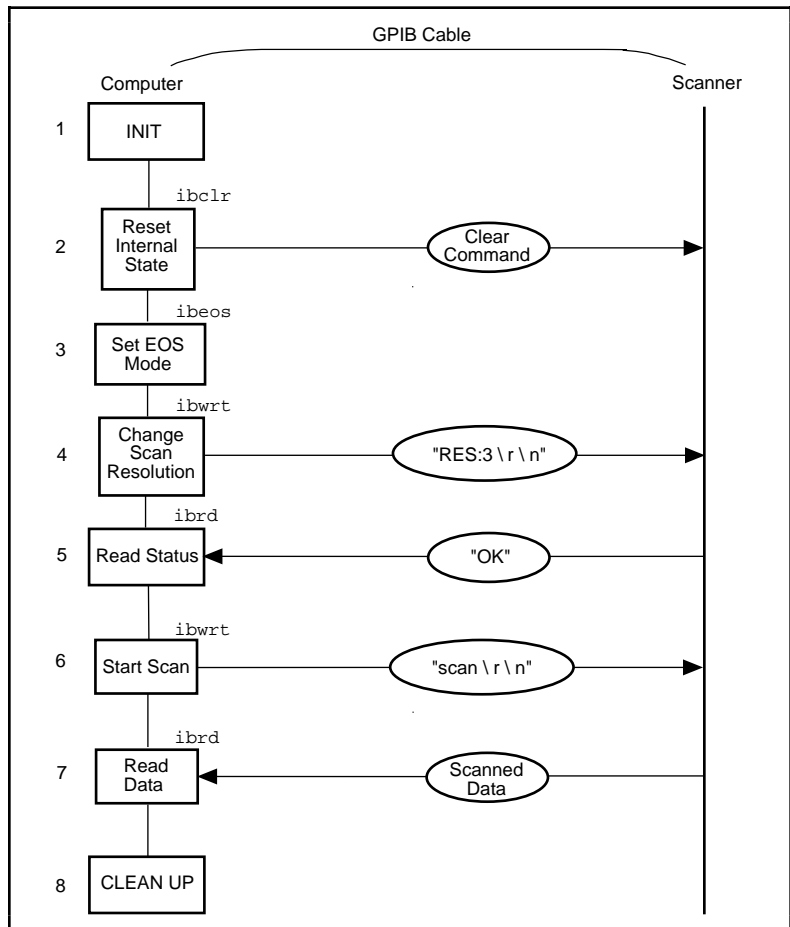 GPIB Cable
Computer
Scanner
1
INIT
ibclr
2
Reset
Internal
State
Clear
Command
ibeos
3
Set EOS
Mode
ibwrt
4
Change
Scan
Resolution
"RES:3 \ r \ n"
ibrd
5
Read Status
"OK"
ibwrt
6
Start Scan
"scan \ r \ n"
ibrd
7
Read
Data
Scanned
Data
8
CLEAN UP